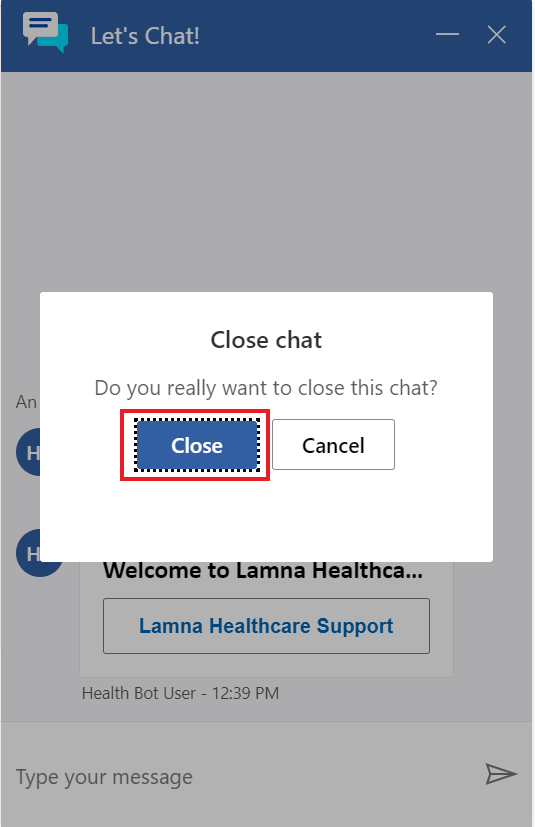 Let's Chat!
Close chat
Do you really want to close this chat?
An
Close
Cancel
H
H
Welcome to Lamna Healthca...
Lamna Healthcare Support
Health Bot User - 12:39 PM
Type your message